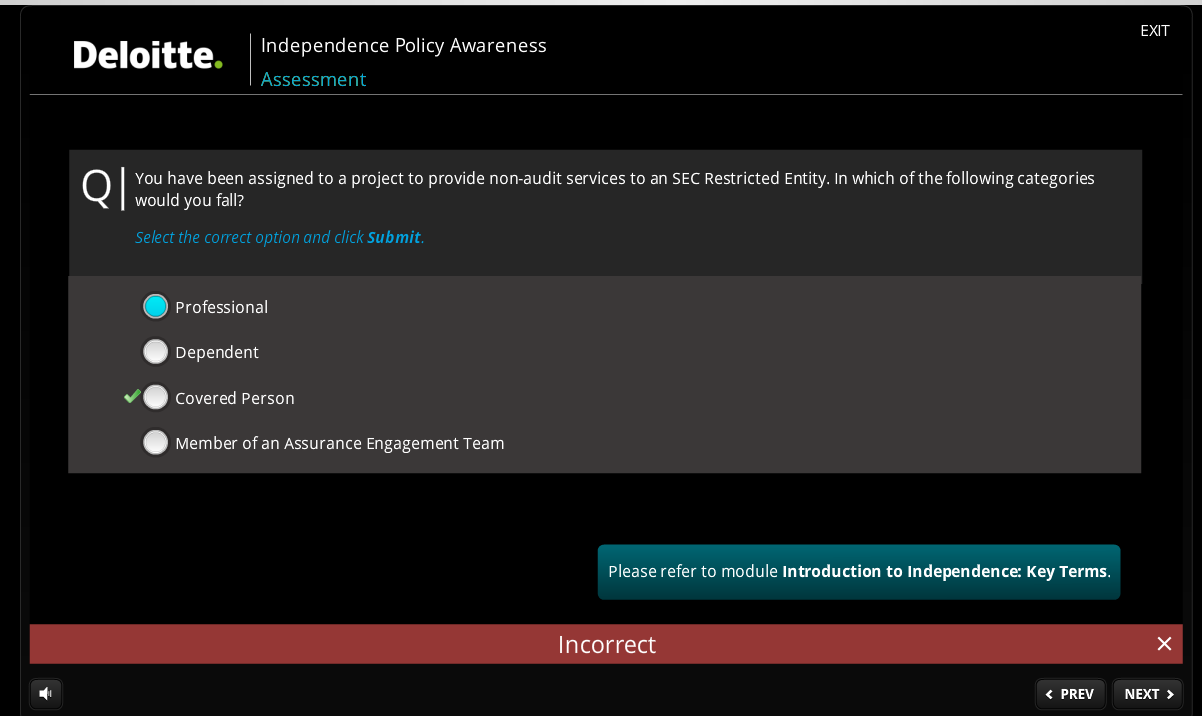 EXIT
Deloitte.
Independence Policy Awareness
Assessment
Q
You have been assigned to a project to provide non-audit services to an SEC Restricted Entity. In which of the following categories
would you fall?
Select the correct option and click Submit.
Professional
Dependent
Covered Person
Member of an Assurance Engagement Team
Please refer to module Introduction to Independence: Key Terms.
Incorrect
PREV
NEXT